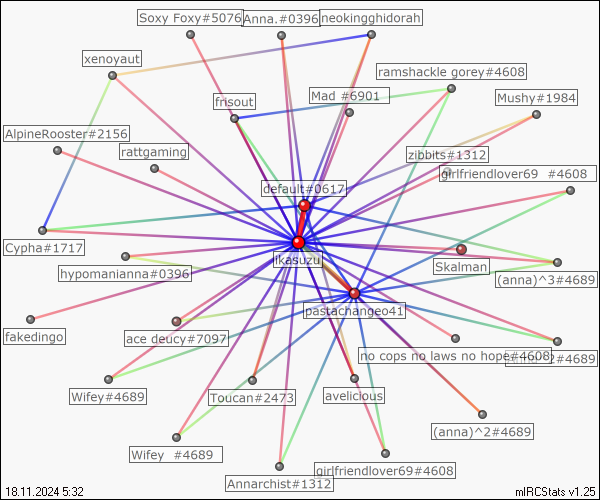 Soxy Foxy#5076
Anna.#0396
neokingghidorah
xenoyaut
ramshackle gorey#4608
frisout
Mad #6901
Mushy#1984
AlpineRooster#2156
rattgaming
zibbits#1312
girlfriendlover69 #4608
default#0617
Cypha#1717
ikasuzu
Skalman
hypomanianna#0396
(anna)^3#4689
pastachangeo41
fakedingo
ace deucy#7097
no cops no laws no hope#4608
2#4689
Wifey#4689
Toucan#2473
avelicious
(anna)^2#4689
Wifey #4689
Annarchist#1312
girlfriendlover69#4608
18.11.2024 5:32
mIRCStats v1.25